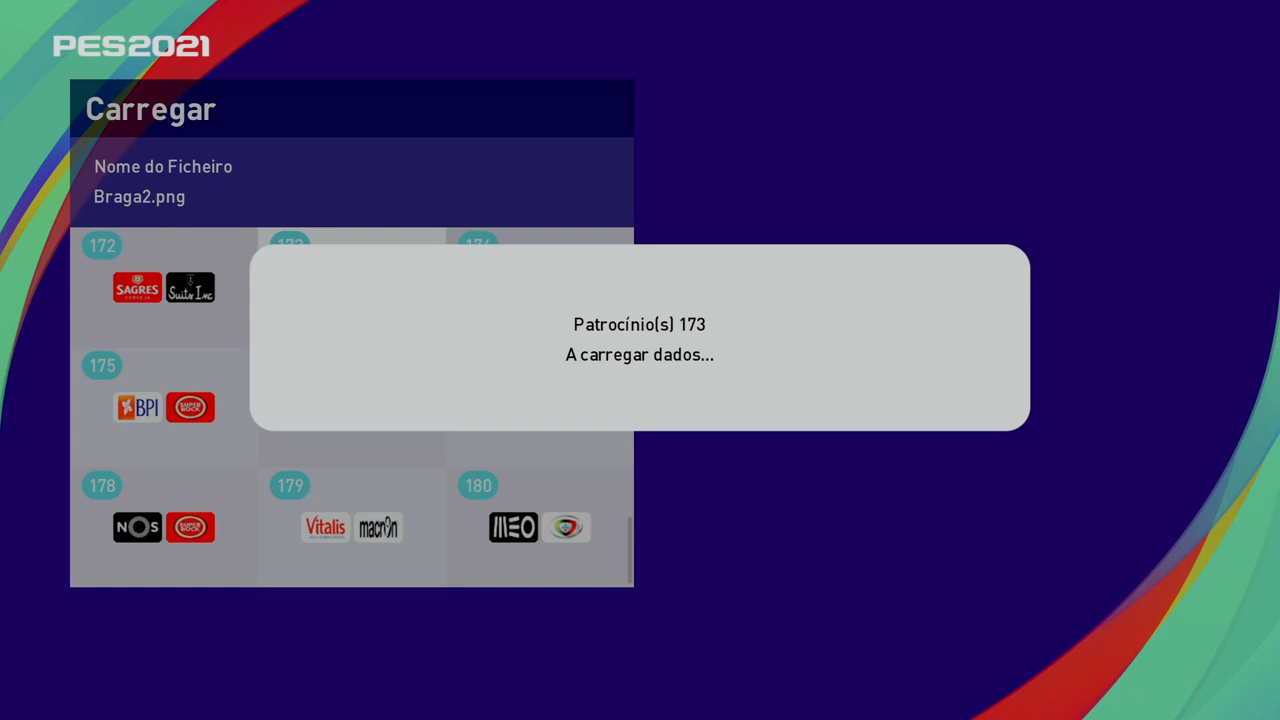 PES2021
Carregar
Nome do Ficheiro
Braga2.png
172
SAGRES
CERVEJA
Suits Inc
Patrocínio(s) 173
A carregar dados...
175
BPI
SUPER
BOCK
178
179
180
NOS
SUPER
BOCK
Vitalis
macron
MEO